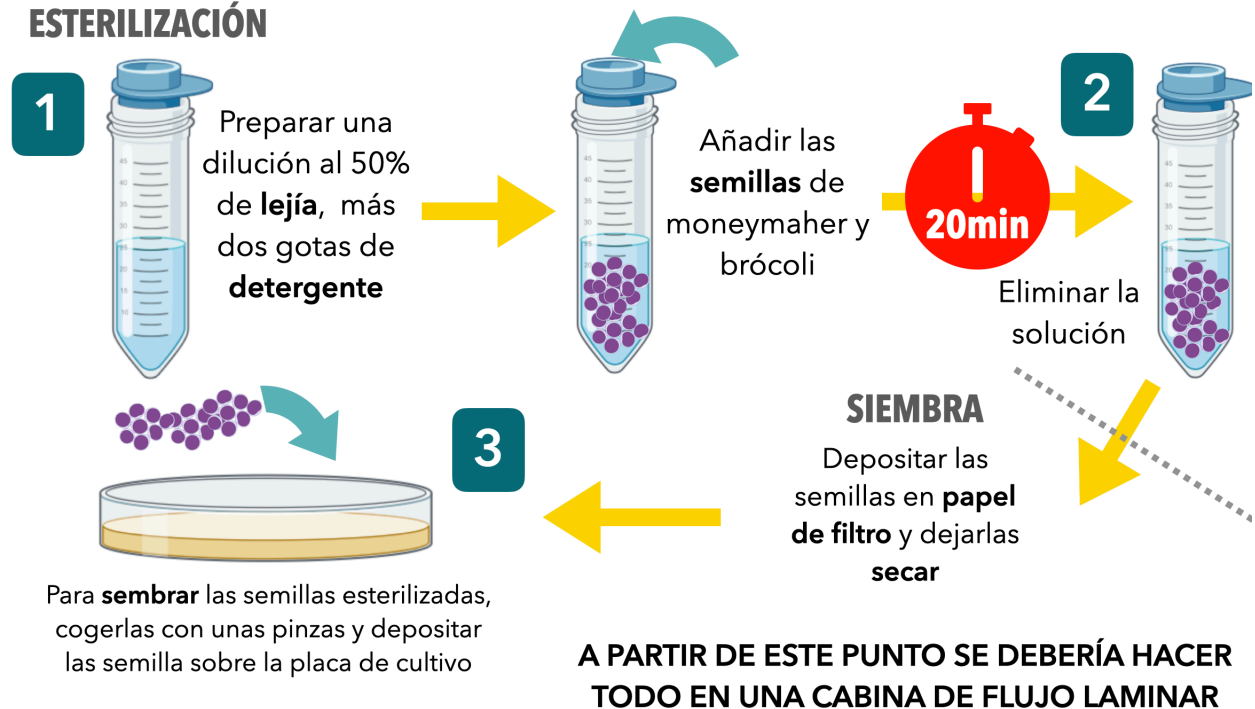 ESTERILIZACIÓN
1
Preparar una
dilución al 50%
de lejía, más
dos gotas de
detergente
Añadir las
semillas de
moneymaher y
brócoli
20min
2
Eliminar la
solución
SIEMBRA
Depositar las
semillas en papel
de filtro y dejarlas
secar
3
Para sembrar las semillas esterilizadas,
cogerlas con unas pinzas y depositar
las semilla sobre la placa de cultivo
A PARTIR DE ESTE PUNTO SE DEBERÍA HACER
TODO EN UNA CABINA DE FLUJO LAMINAR